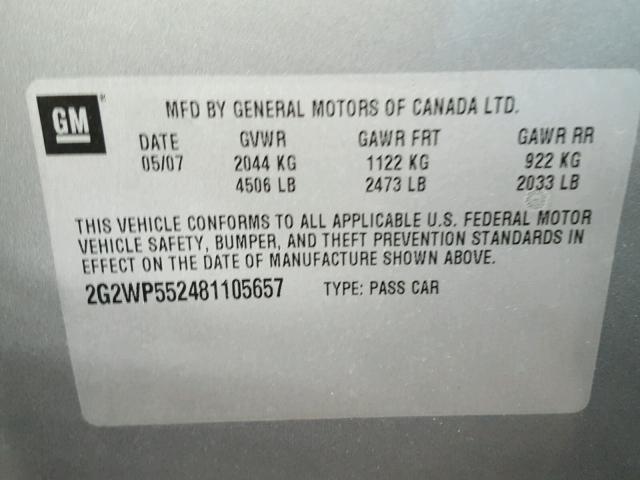 GM
MFD BY GENERAL MOTORS OF CANADA LTD.
DATE GVWR GAWR FRT GAWR RR
05/07 2044 KG 1122 KG 922 KG
4506 LB 2473 LB 2033 LB
THIS VEHICLE CONFORMS TO ALL APPLICABLE U.S. FEDERAL MOTOR
VEHICLE SAFETY, BUMPER, AND THEFT PREVENTION STANDARDS IN
EFFECT ON THE DATE OF MANUFACTURE SHOWN ABOVE.
2G2WP552481105657 TYPE: PASS CAR